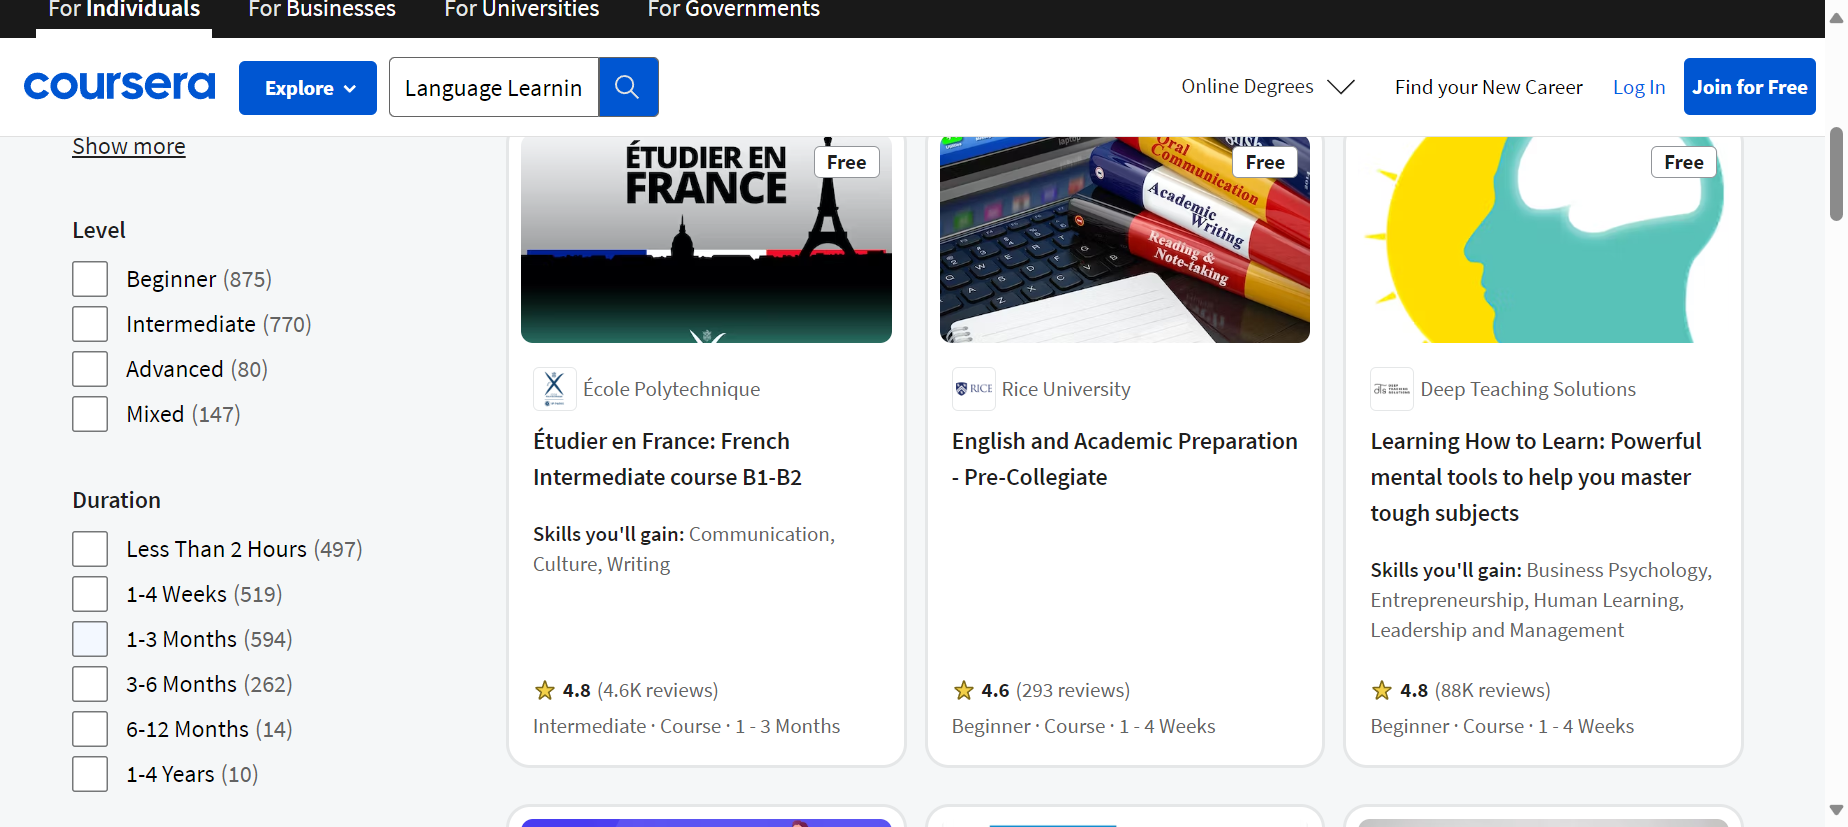 For Individuals
For Businesses
For Universities
For Governments
coursera
Explore
Language Learnin
Online Degrees
Find your New Career
Log In
Join for Free
Show more
Level
Beginner (875)
Intermediate (770)
Advanced (80)
Mixed (147)
Duration
Less Than 2 Hours (497)
1-4 Weeks (519)
1-3 Months (594)
3-6 Months (262)
6-12 Months (14)
1-4 Years (10)
ÉTUDIER EN
FRANCE
Free
École Polytechnique
Étudier en France: French
Intermediate course B1-B2
Skills you'll gain: Communication,
Culture, Writing
4.8 (4.6K reviews)
Intermediate · Course · 1 - 3 Months
laptop
Oral
Communication
Academic
Writing
Reading &
Note-taking
Free
RICE
Rice University
English and Academic Preparation
- Pre-Collegiate
4.6 (293 reviews)
Beginner · Course · 1 - 4 Weeks
Free
Deep Teaching Solutions
Learning How to Learn: Powerful
mental tools to help you master
tough subjects
Skills you'll gain: Business Psychology,
Entrepreneurship, Human Learning,
Leadership and Management
4.8 (88K reviews)
Beginner · Course · 1 - 4 Weeks